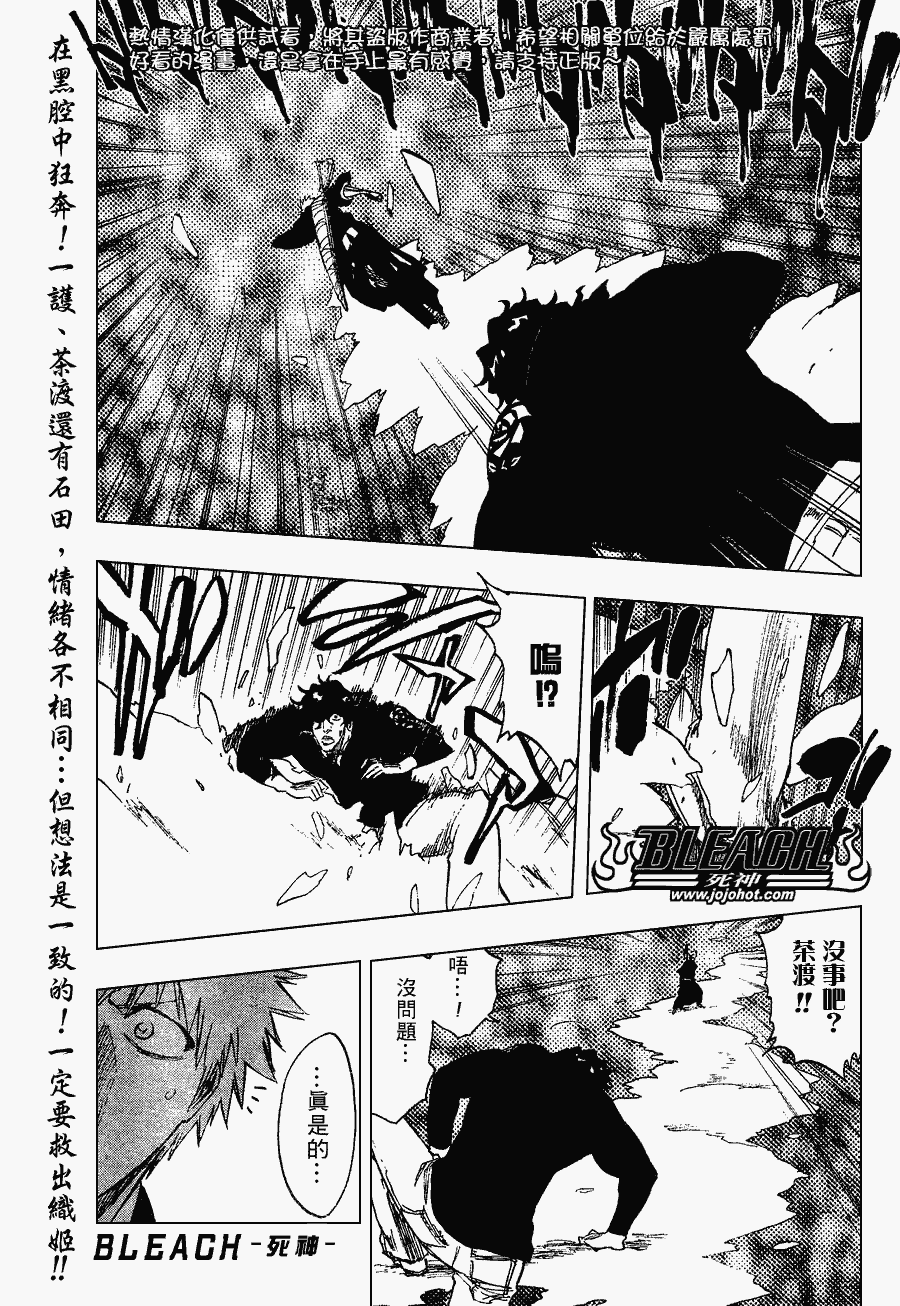 熱情漢化僅供試看，將其盜版作商業者，希望相關單位給於嚴厲處罰
好看的漫畫，還是拿在手上最有感覺，請支持正版~
在黑腔中狂奔！一護、茶渡還有石田，情緒各不相同…但想法是一致的！一定要救出織姬!!
嗚!?
BLEACH
死神
www.jojohot.com
沒事吧？
茶渡!!
唔…!
沒問題…
…真是的…
BLEACH -死神-